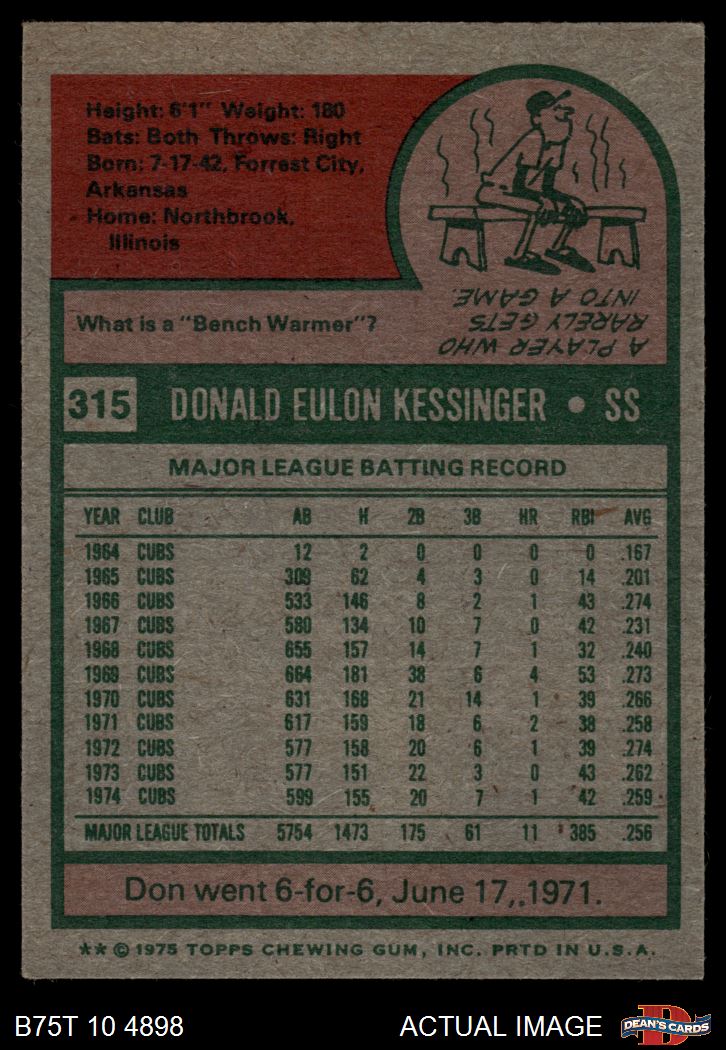 Height: 6'1" Weight: 180
Bats: Both Throws: Right
Born: 7-17-42, Forrest City,
Arkansas
Home: Northbrook,
Illinois
What is a "Bench Warmer"?
A PLAYER WHO
RARELY GETS
INTO A GAME.
315 DONALD EULON KESSINGER • SS
MAJOR LEAGUE BATTING RECORD
YEAR CLUB AB H 2B 3B HR RBI AVG
1964 CUBS 12 2 0 0 0 0 .167
1965 CUBS 309 62 4 3 0 14 .201
1966 CUBS 533 146 8 2 1 43 .274
1967 CUBS 580 134 10 7 0 42 .231
1968 CUBS 655 157 14 7 1 32 .240
1969 CUBS 664 181 38 6 4 53 .273
1970 CUBS 631 168 21 14 1 39 .266
1971 CUBS 617 159 18 6 2 38 .258
1972 CUBS 577 158 20 6 1 39 .274
1973 CUBS 577 151 22 3 0 43 .262
1974 CUBS 599 155 20 7 1 42 .259
MAJOR LEAGUE TOTALS 5754 1473 175 61 11 385 .256
Don went 6-for-6, June 17,.1971.
** © 1975 TOPPS CHEWING GUM, INC. PRTD IN U.S.A.
B75T 10 4898 ACTUAL IMAGE
D
DEAN'S CARDS